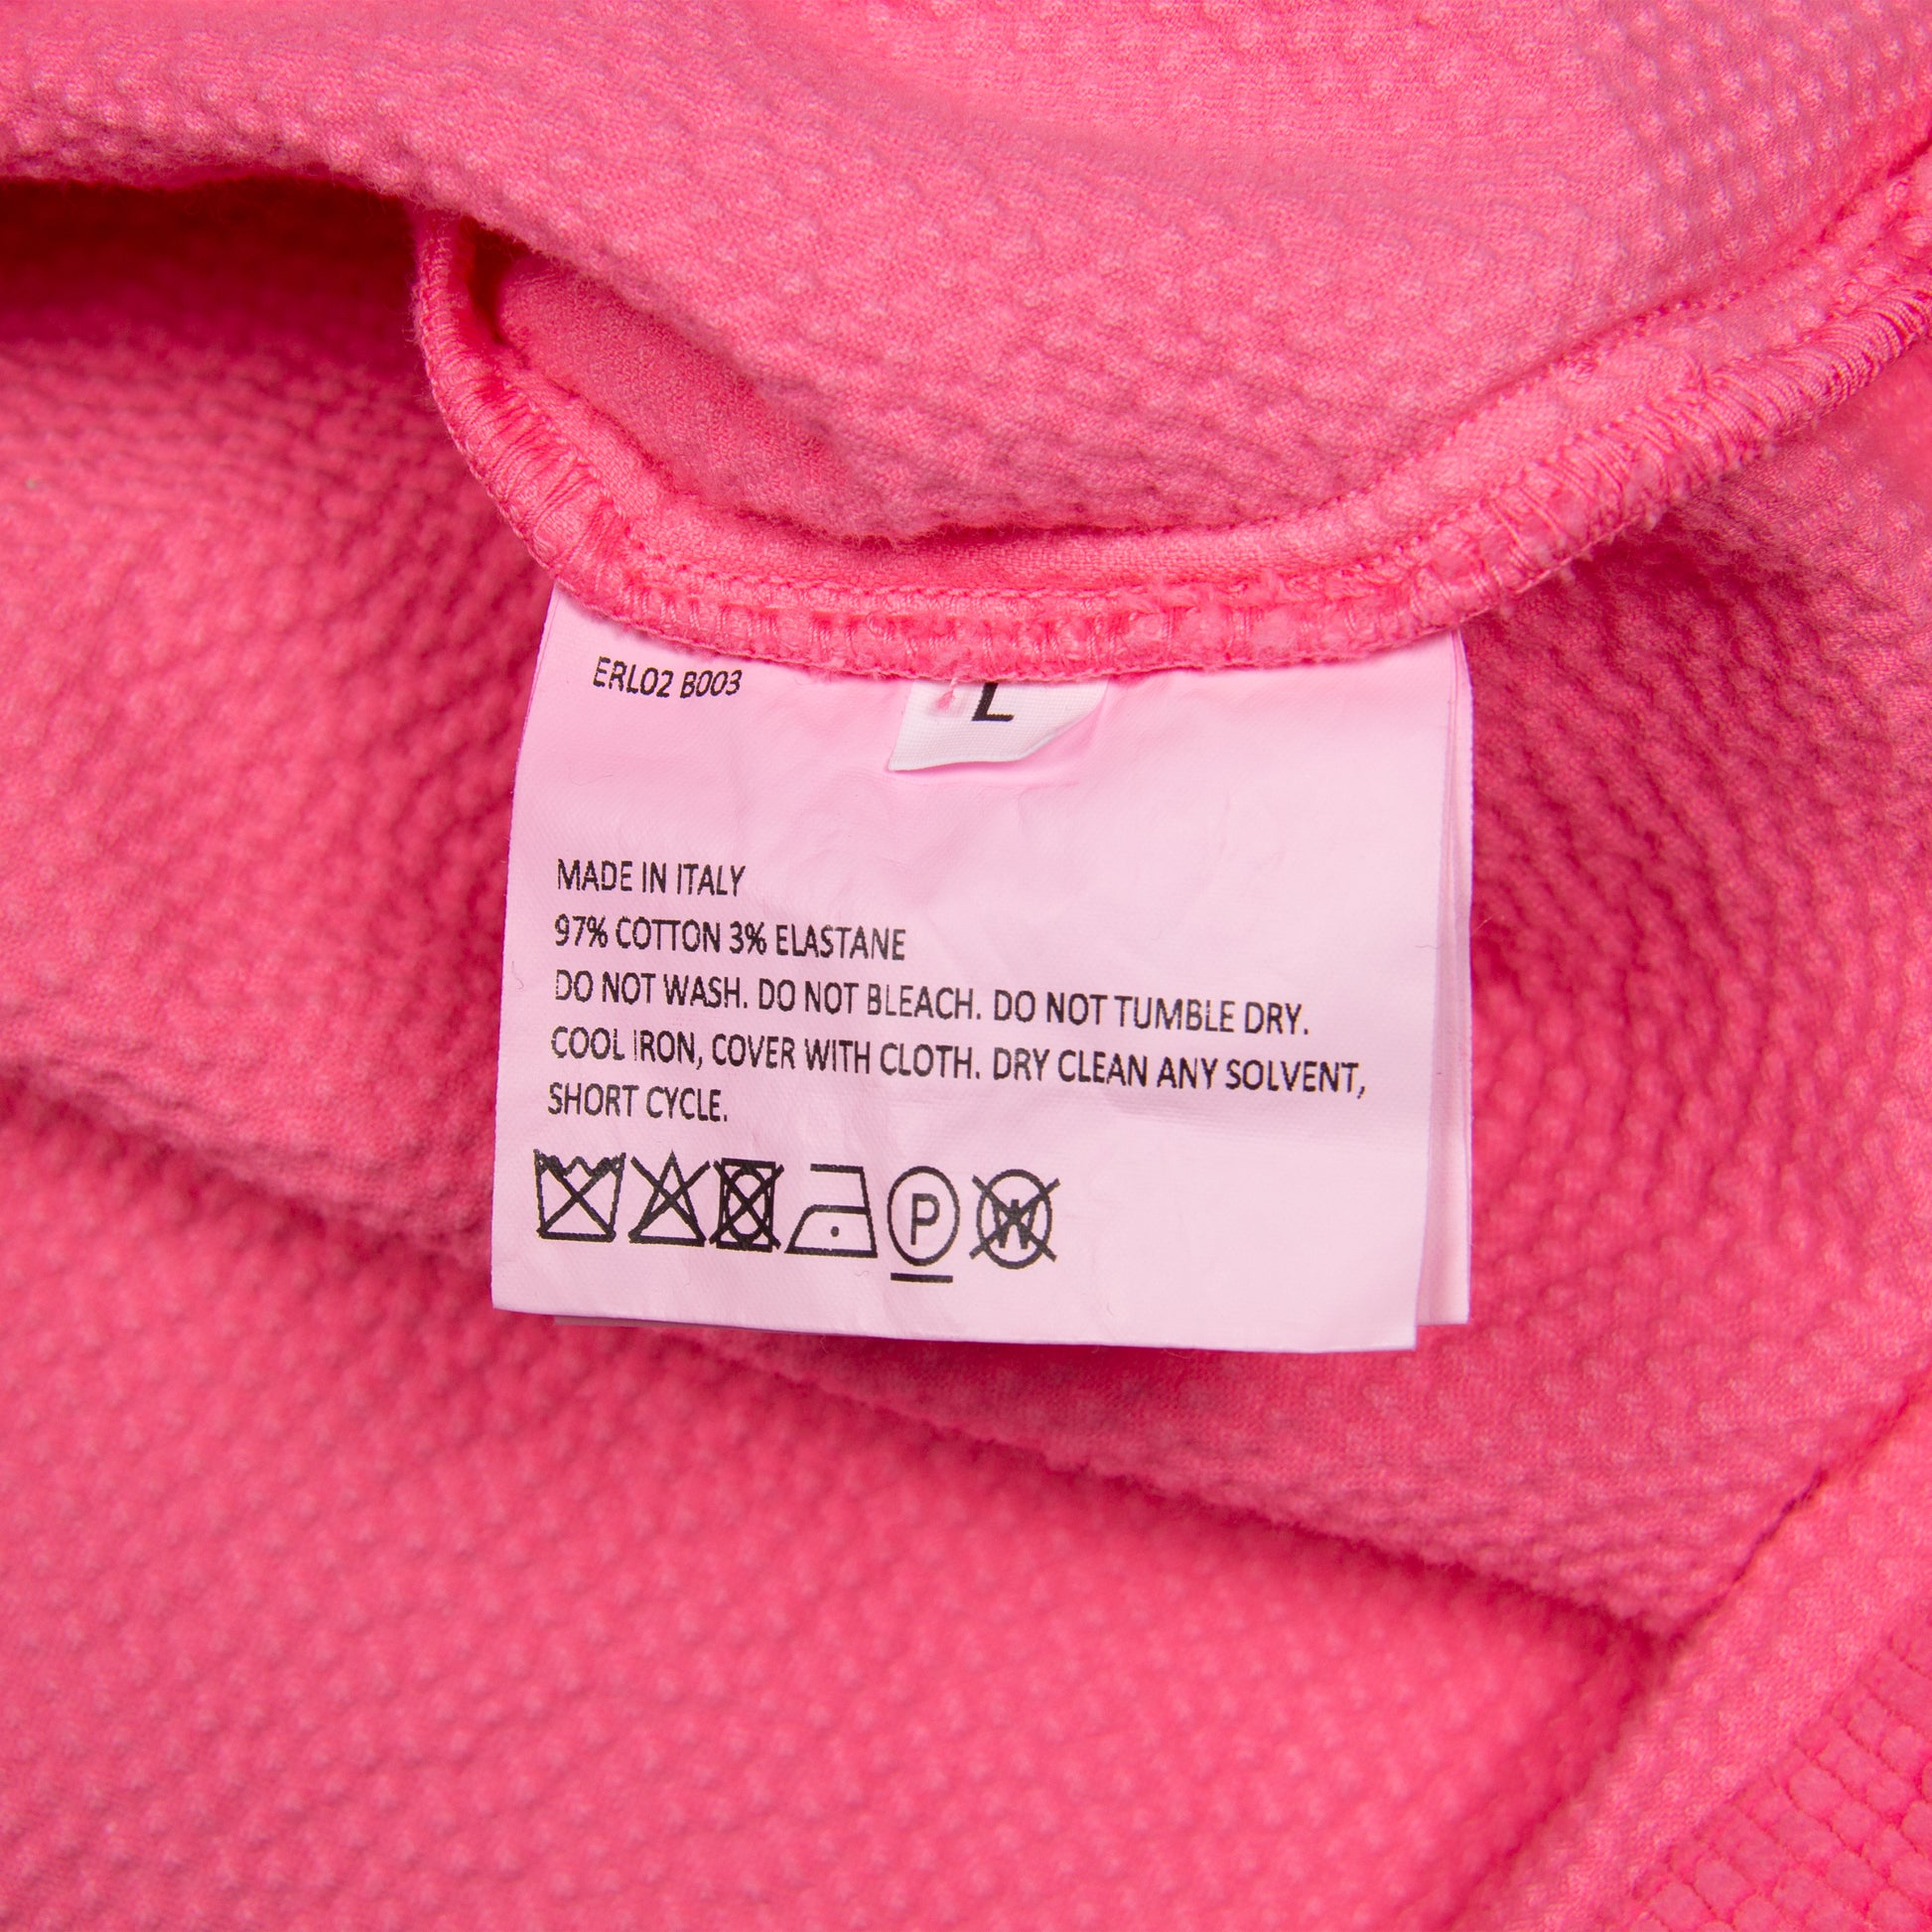 ERL02 B003
L
MADE IN ITALY
97% COTTON 3% ELASTANE
DO NOT WASH. DO NOT BLEACH. DO NOT TUMBLE DRY.
COOL IRON, COVER WITH CLOTH. DRY CLEAN ANY SOLVENT,
SHORT CYCLE.
P W